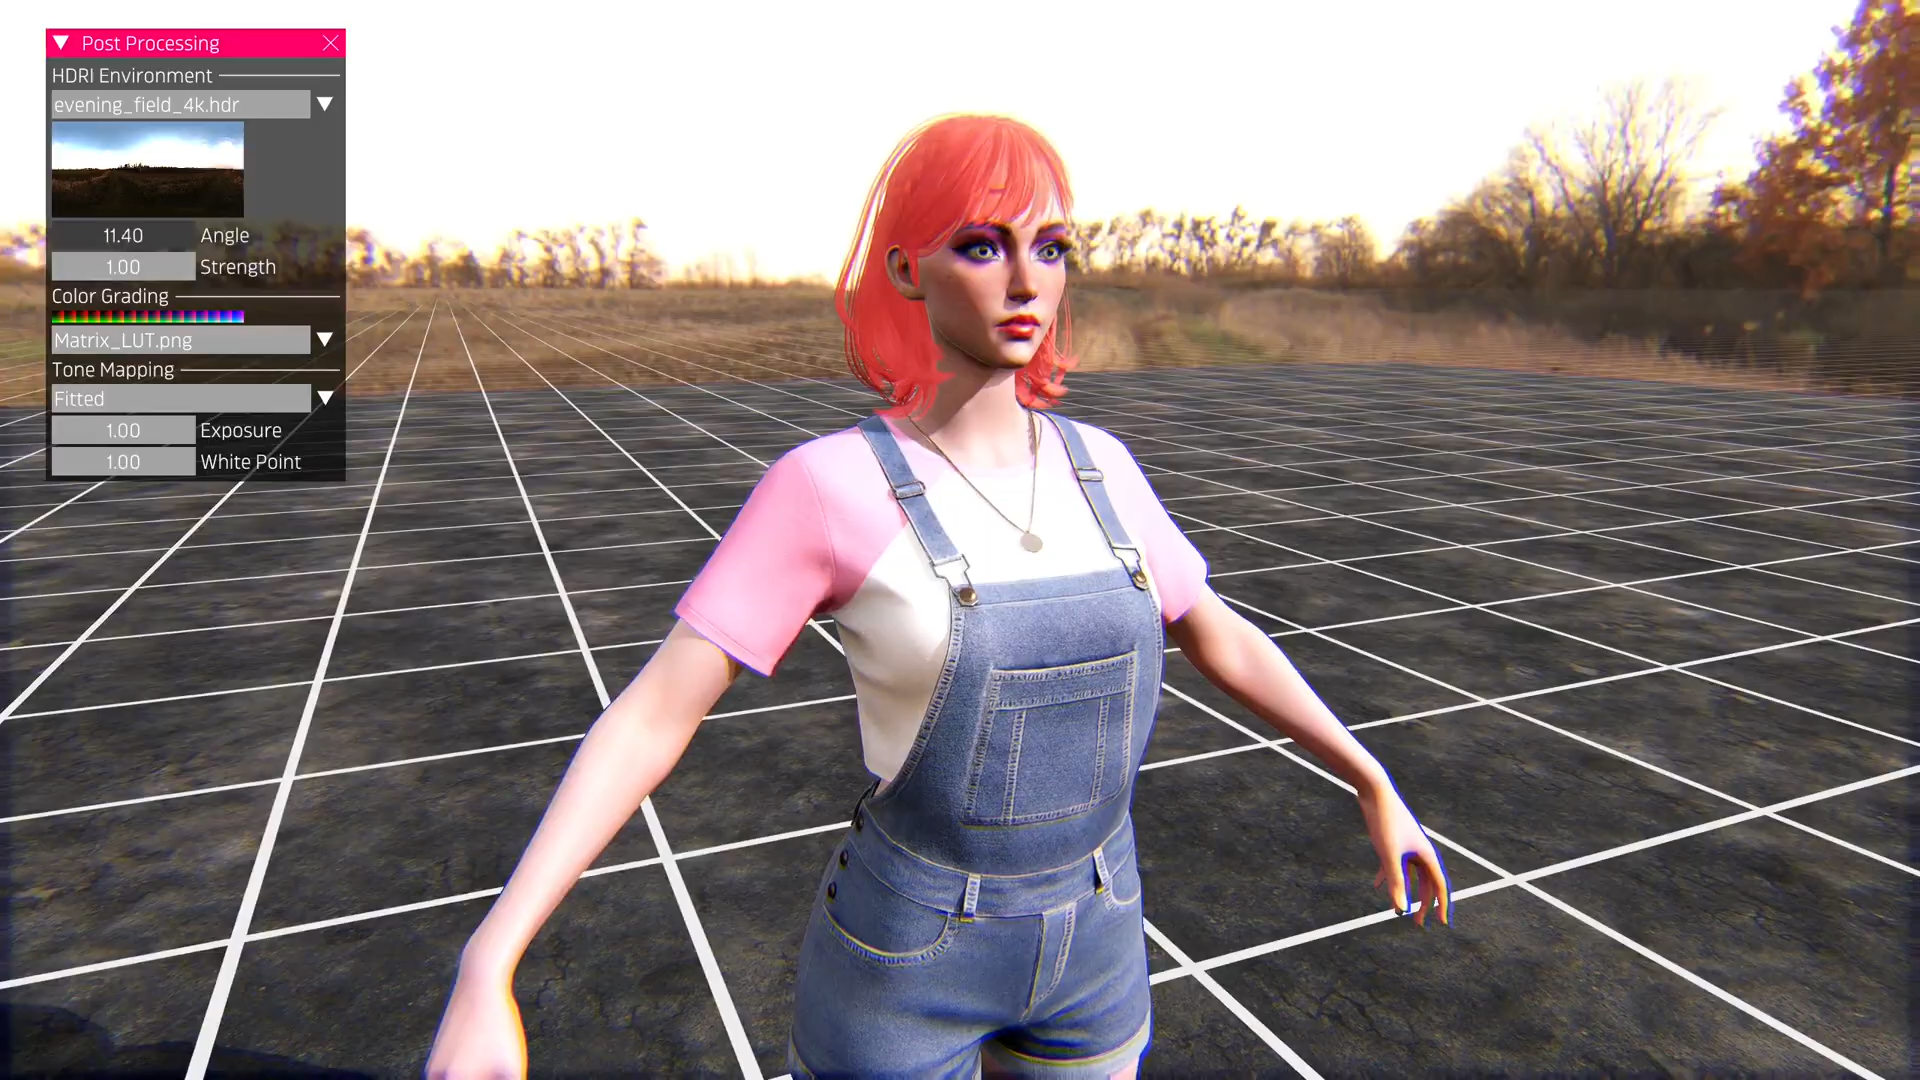 Post Processing
HDRI Environment
evening_field_4k.hdr
11.40 Angle
1.00 Strength
Color Grading
Matrix_LUT.png
Tone Mapping
Fitted
1.00 Exposure
1.00 White Point